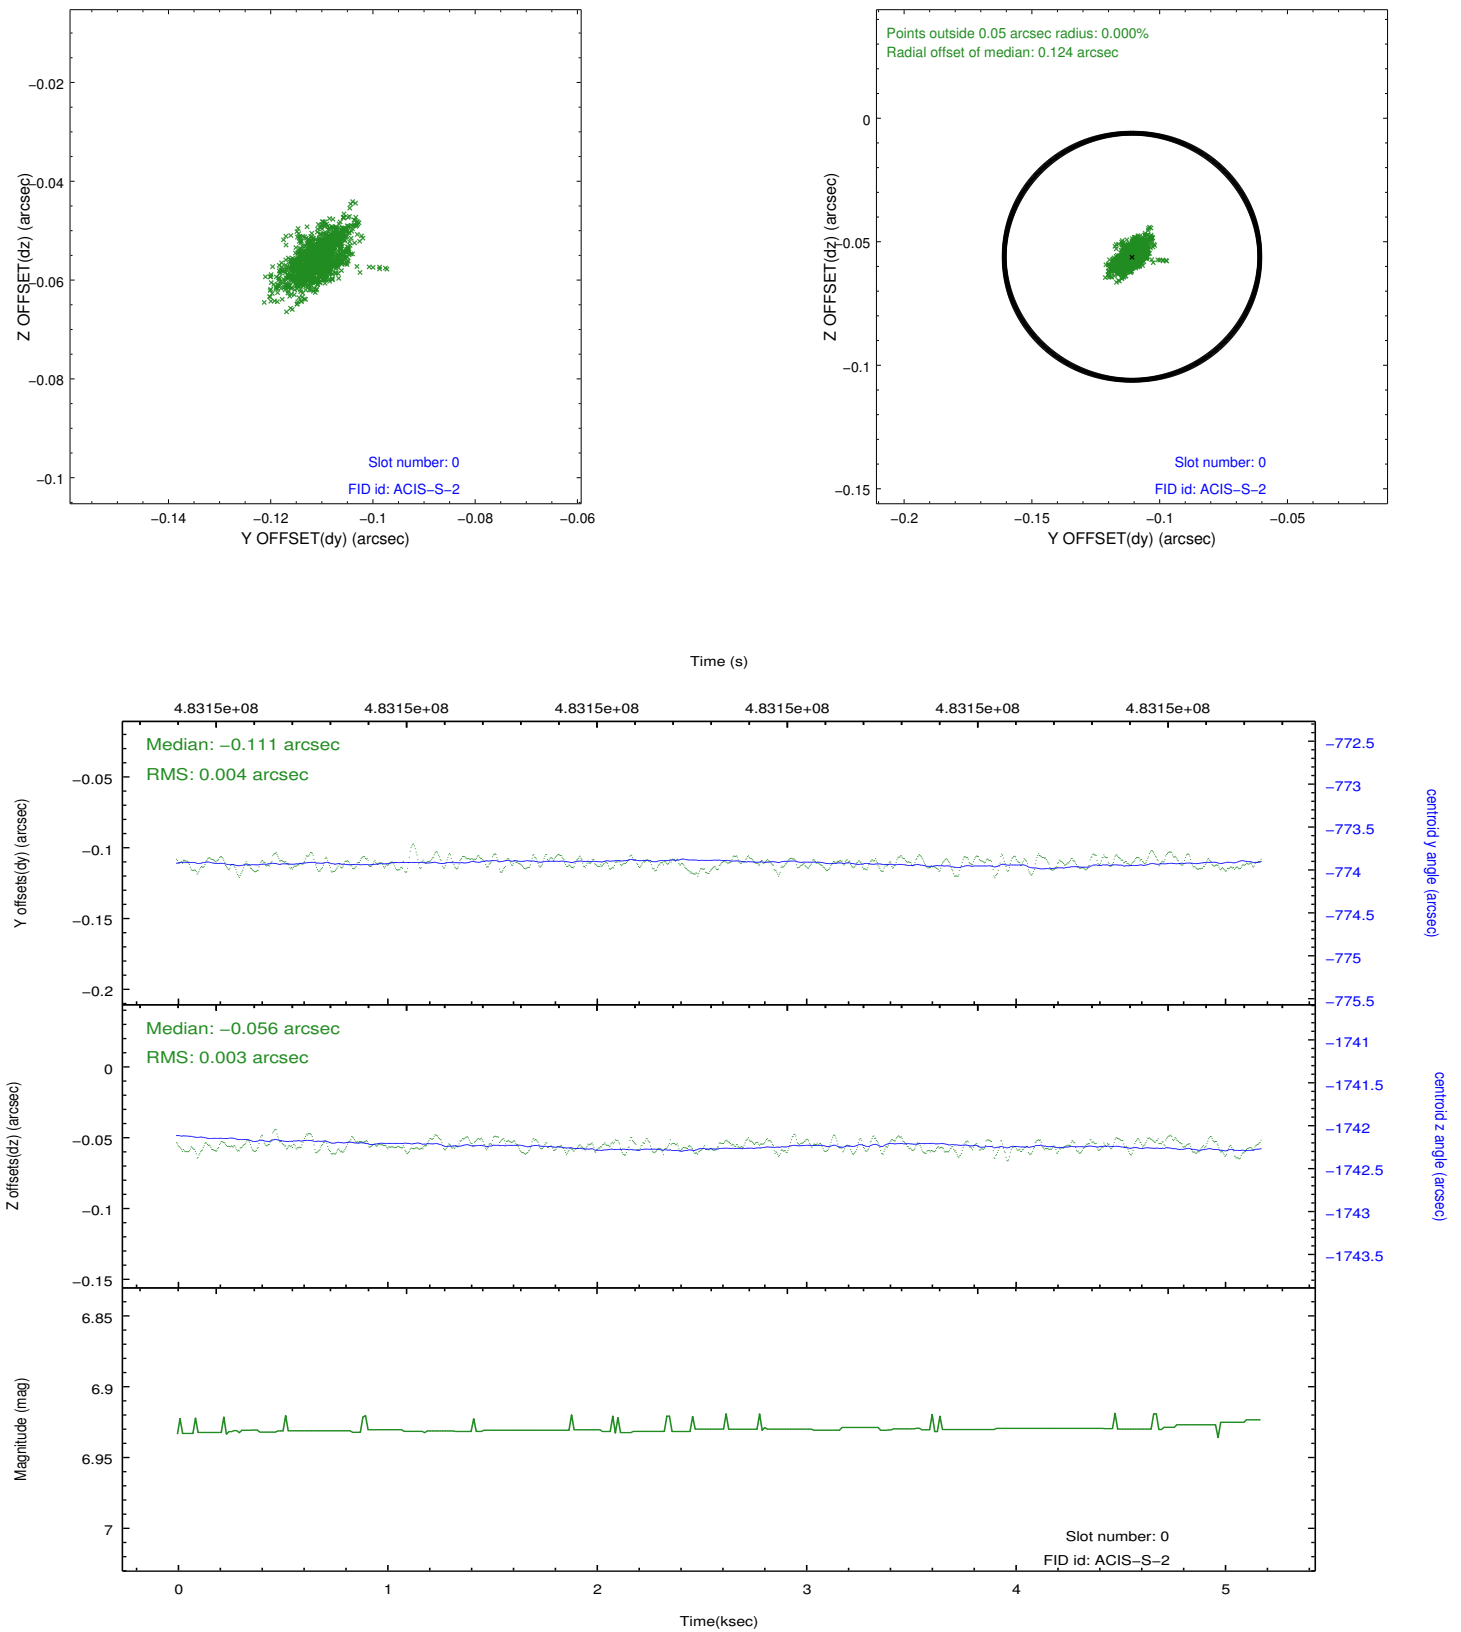 −0.02
−0.04
−0.06
−0.08
−0.1
Z OFFSET(dz) (arcsec)
Slot number: 0
FID id: ACIS−S−2
−0.14 −0.12 −0.1 −0.08 −0.06
Y OFFSET(dy) (arcsec)
Points outside 0.05 arcsec radius: 0.000%
Radial offset of median: 0.124 arcsec
0
−0.05
−0.1
−0.15
Z OFFSET(dz) (arcsec)
Slot number: 0
FID id: ACIS−S−2
−0.2 −0.15 −0.1 −0.05
Y OFFSET(dy) (arcsec)
Time (s)
4.8315e+08 4.8315e+08 4.8315e+08 4.8315e+08 4.8315e+08 4.8315e+08
Median: −0.111 arcsec
RMS: 0.004 arcsec
−0.05
−0.1
−0.15
−0.2
Y offsets(dy) (arcsec)
−772.5
−773
−773.5
−774
−774.5
−775
−775.5
centroid y angle (arcsec)
Median: −0.056 arcsec
RMS: 0.003 arcsec
0
−0.05
−0.1
−0.15
Z offsets(dz) (arcsec)
−1741
−1741.5
−1742
−1742.5
−1743
−1743.5
centroid z angle (arcsec)
6.85
6.9
6.95
7
Magnitude (mag)
Slot number: 0
FID id: ACIS−S−2
0 1 2 3 4 5
Time(ksec)